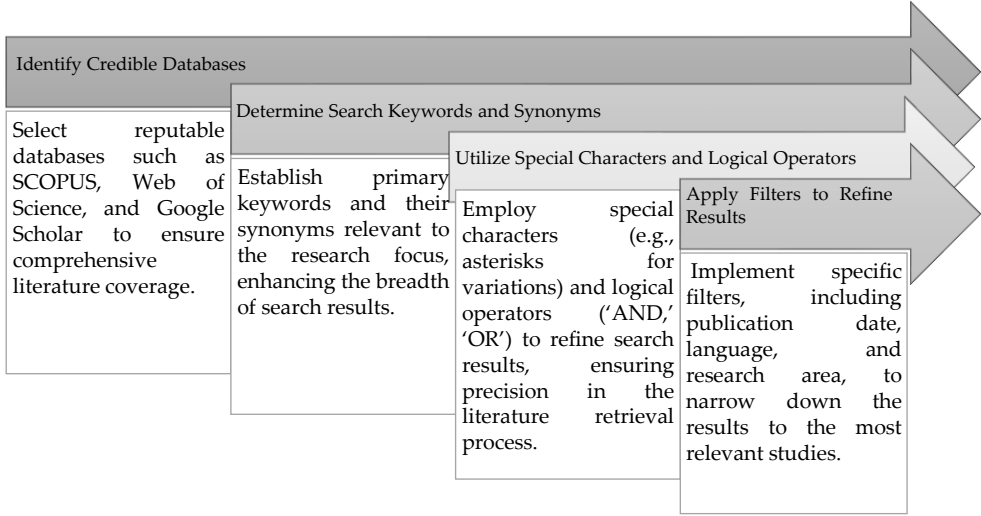 Identify Credible Databases
Select reputable
databases such as
SCOPUS, Web of
Science, and Google
Scholar to ensure
comprehensive
literature coverage.
Determine Search Keywords and Synonyms
Establish primary
keywords and their
synonyms relevant to
the research focus,
enhancing the breadth
of search results.
Utilize Special Characters and Logical Operators
Employ special
characters (e.g.,
asterisks for
variations) and logical
operators (‘AND,’
‘OR’) to refine search
results, ensuring
precision in the
literature retrieval
process.
Apply Filters to Refine
Results
Implement specific
filters, including
publication date,
language, and
research area, to
narrow down the
results to the most
relevant studies.